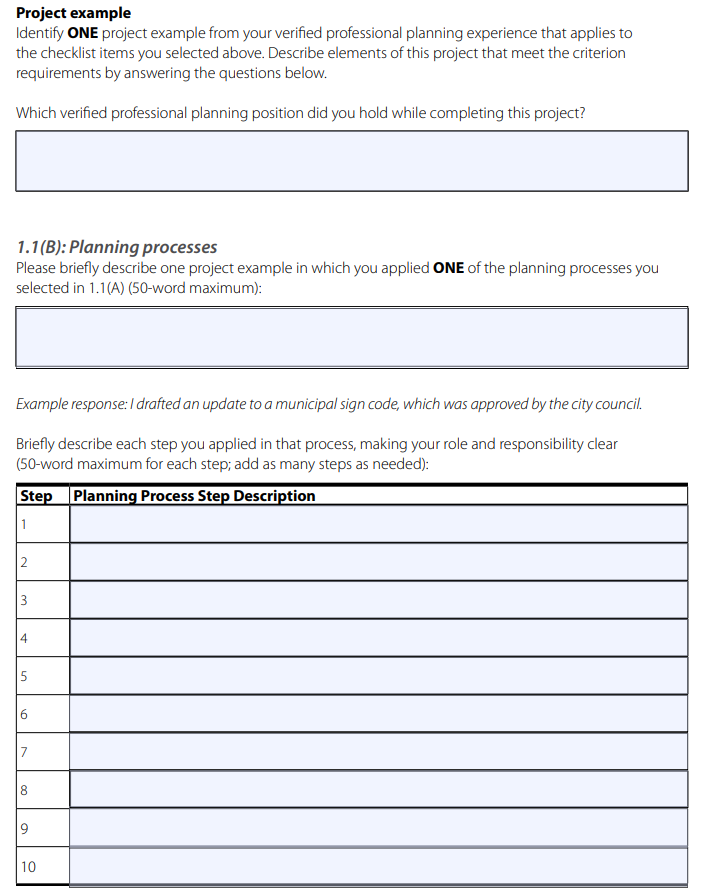 Project example
Identify ONE project example from your verified professional planning experience that applies to
the checklist items you selected above. Describe elements of this project that meet the criterion
requirements by answering the questions below.
Which verified professional planning position did you hold while completing this project?
1.1(B): Planning processes
Please briefly describe one project example in which you applied ONE of the planning processes you
selected in 1.1(A) (50-word maximum):
Example response: I drafted an update to a municipal sign code, which was approved by the city council.
Briefly describe each step you applied in that process, making your role and responsibility clear
(50-word maximum for each step; add as many steps as needed):
Step Planning Process Step Description
1
2
3
4
5
6
7
8
9
10